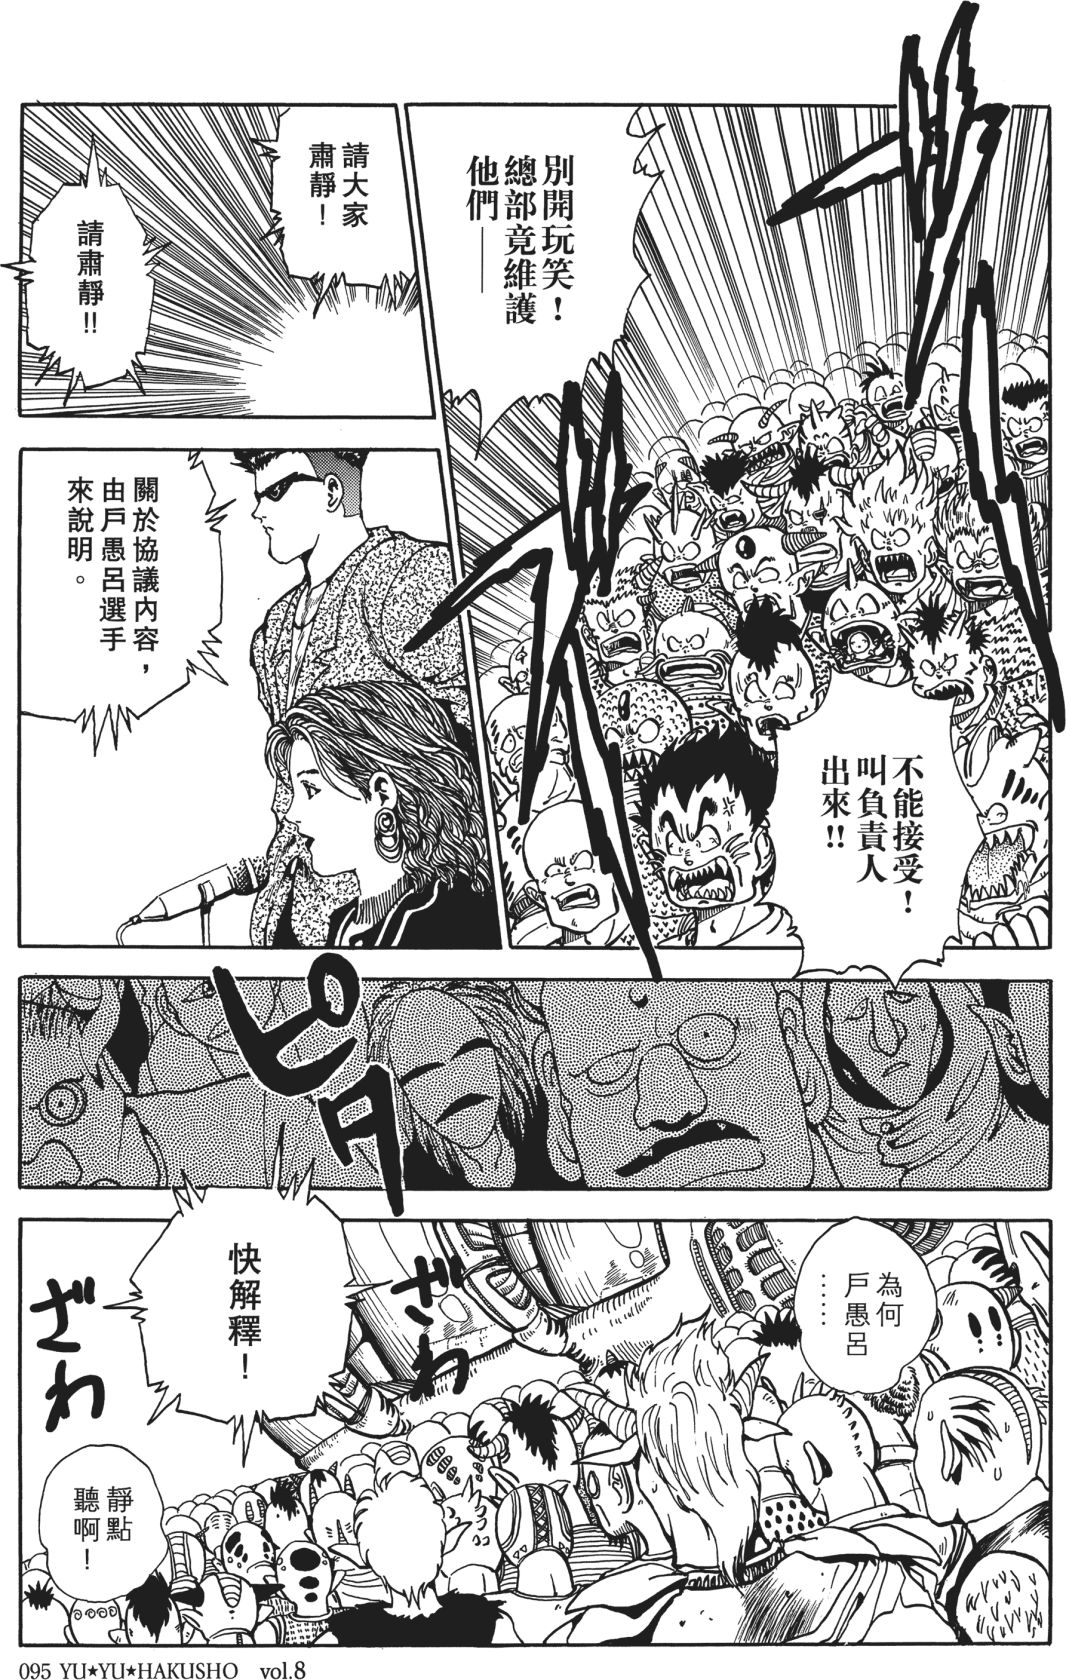 別開玩笑！
總部竟維護
他們——
不能接受！
叫負責人
出來!!
請大家
肅靜！
請肅靜!!
關於協議內容，
由戶愚呂選手
來說明。
ピタ
為何
戶愚呂
……
快解釋！
ざわ
ざわ
靜點
聽啊！
095 YU★YU★HAKUSHO vol.8